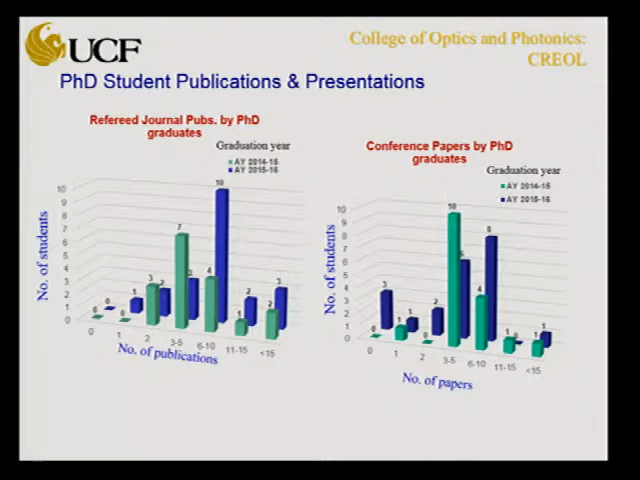 UCF
College of Optics and Photonics:
CREOL
PhD Student Publications & Presentations
Refereed Journal Pubs. by PhD
graduates
Graduation year
AY 2014-15
AY 2015-16
No. of students
10
9
8
7
6
5
4
3
2
1
0
0 0 1 3 2 7 3 4 10 1 2 2 3
0 1 2 3-5 6-10 11-15 <15
No. of publications
Conference Papers by PhD
graduates
Graduation year
AY 2014-15
AY 2015-16
No. of students
10
9
8
7
6
5
4
3
2
1
0
0 3 1 1 0 2 10 6 4 8 1 0 1 1
0 1 2 3-5 6-10 11-15 <15
No. of papers